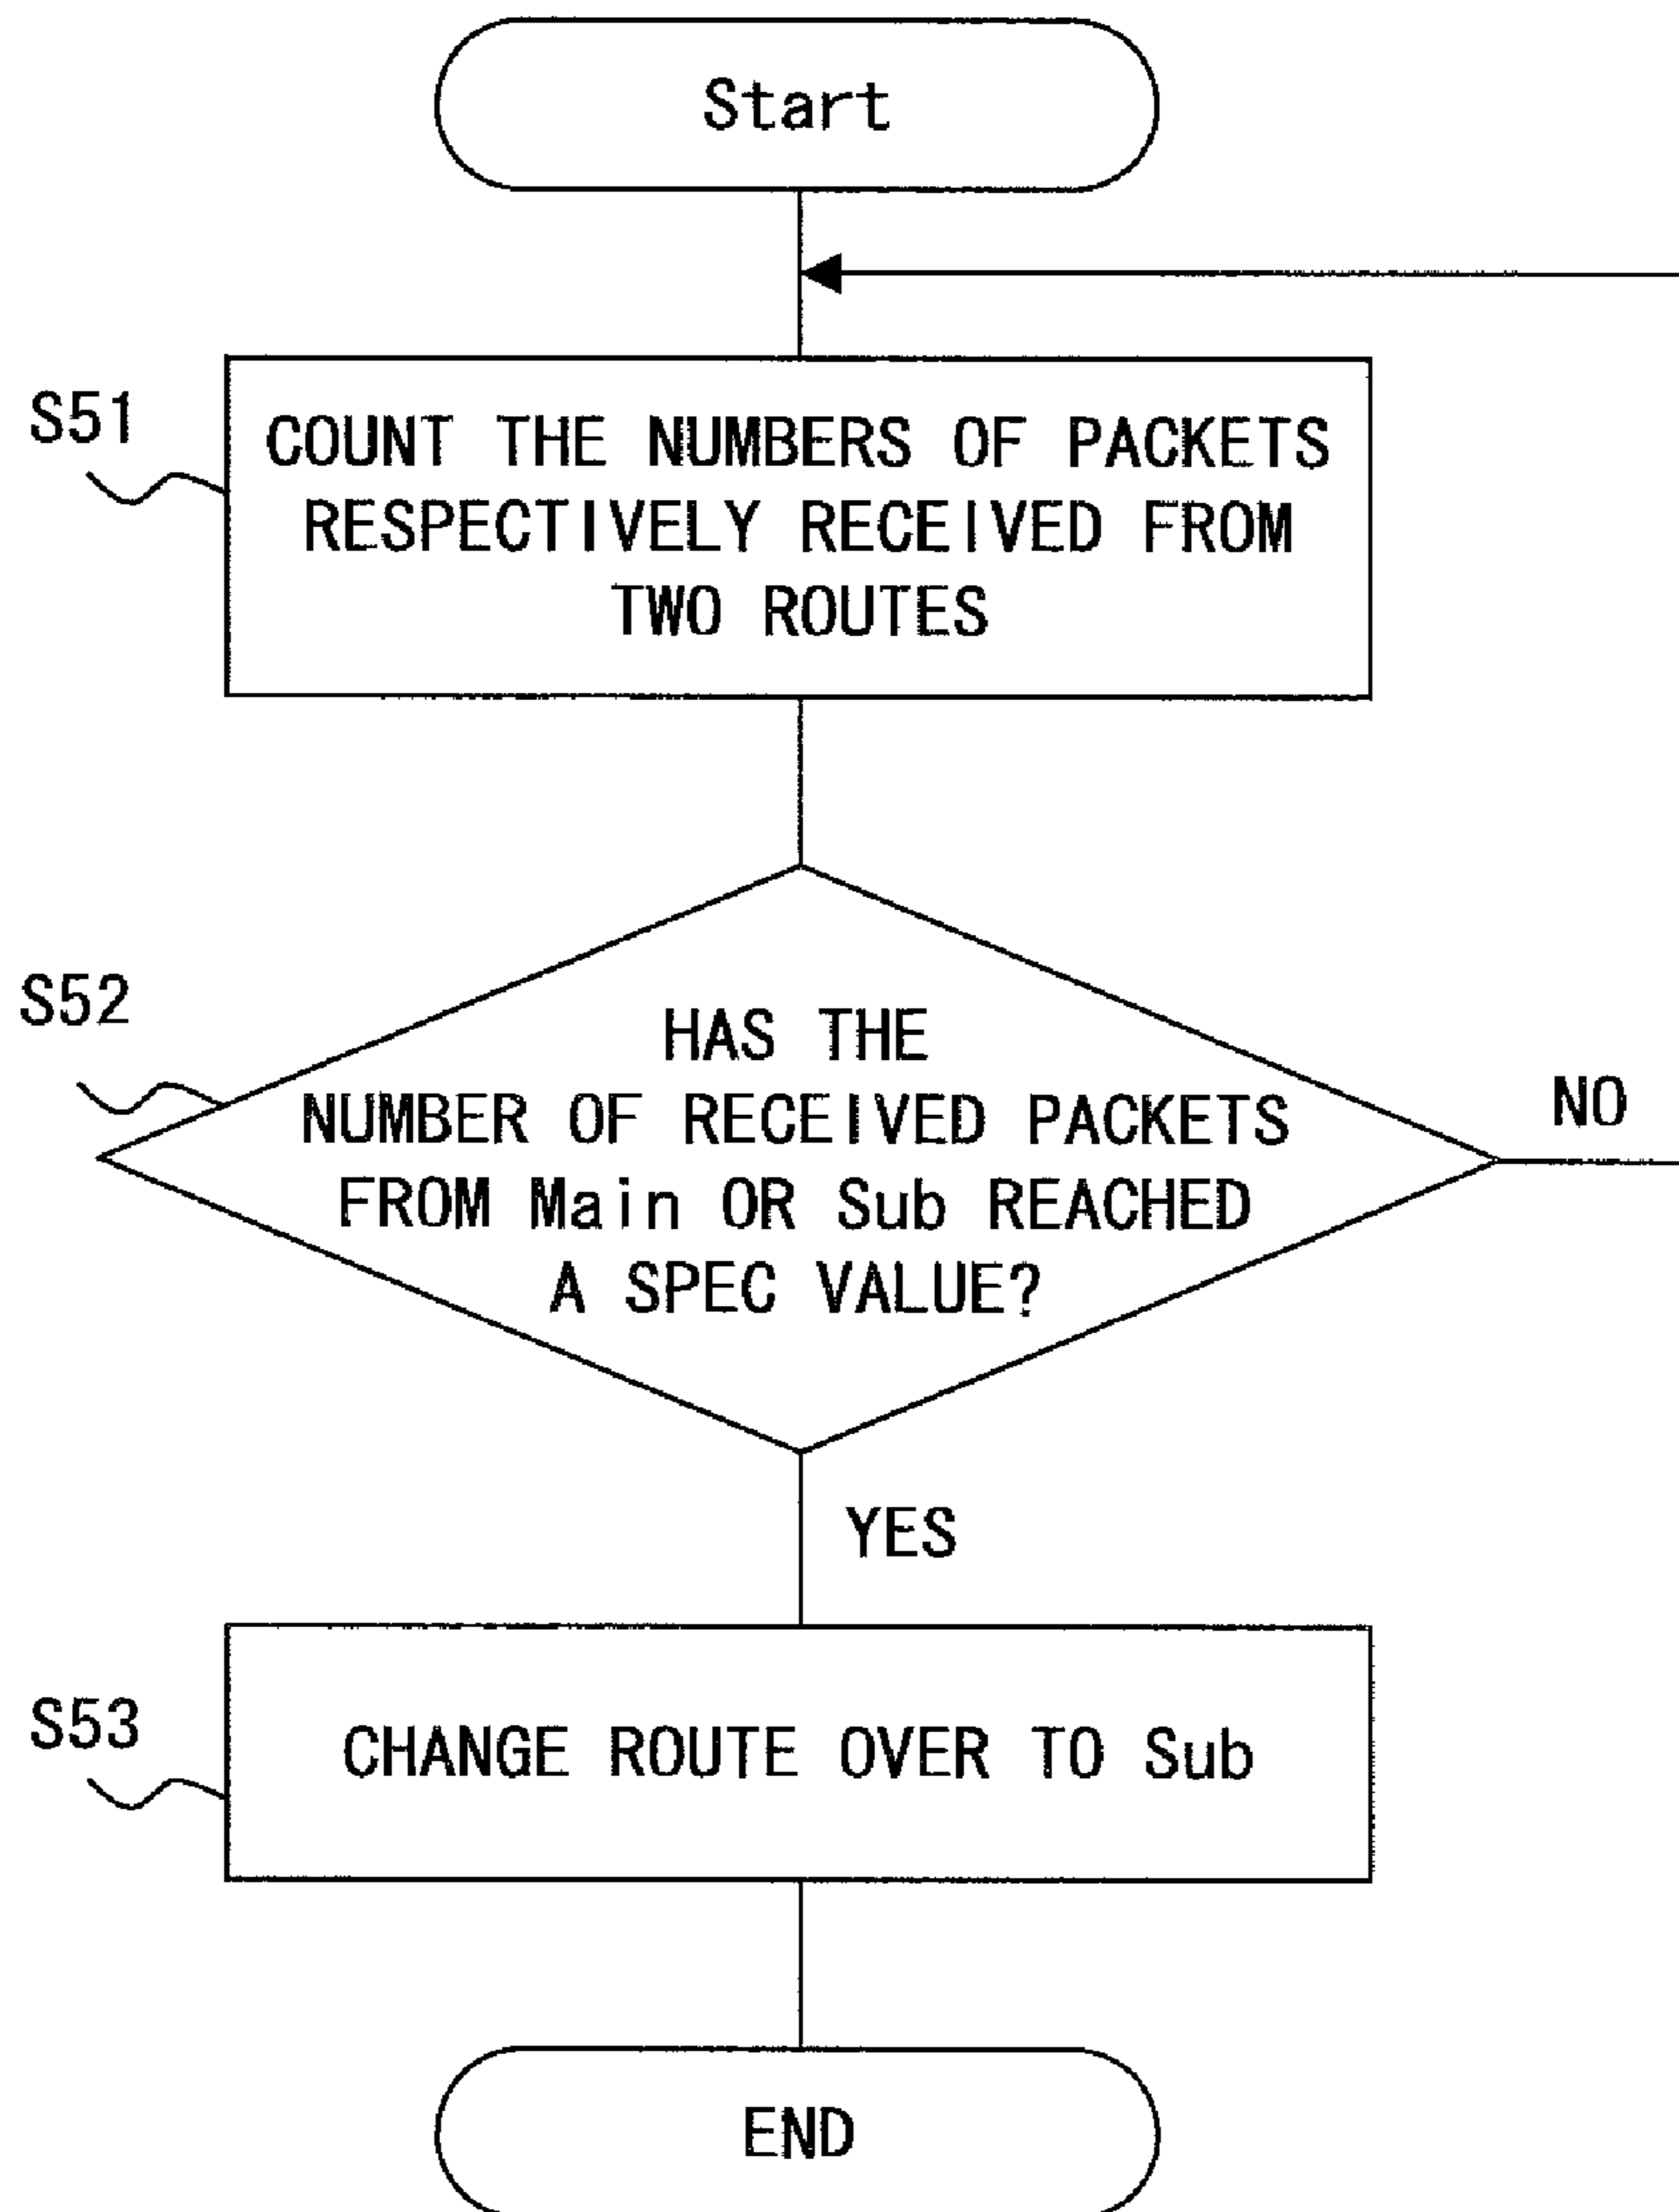 Start
S51
COUNT THE NUMBERS OF PACKETS
RESPECTIVELY RECEIVED FROM
TWO ROUTES
S52
HAS THE
NUMBER OF RECEIVED PACKETS
FROM Main OR Sub REACHED
A SPEC VALUE?
NO
YES
S53
CHANGE ROUTE OVER TO Sub
END